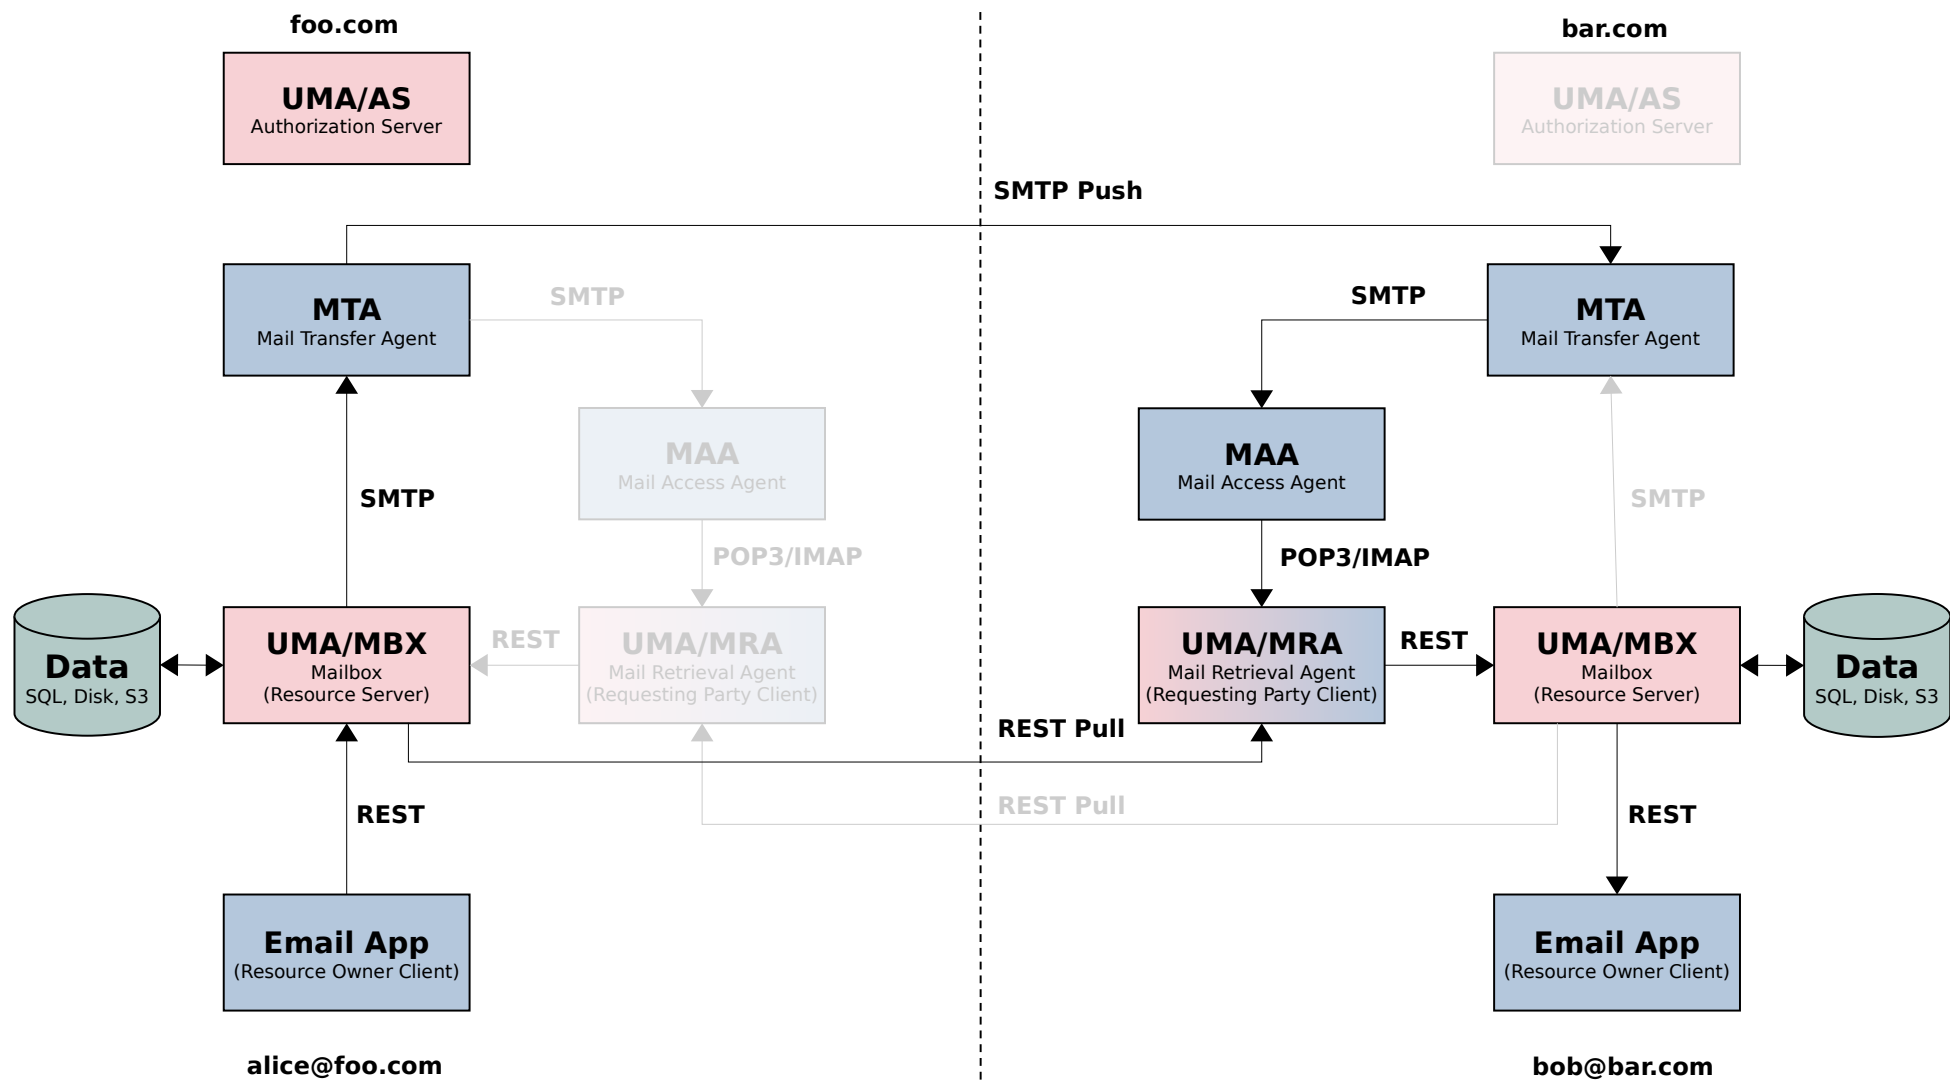 foo.com
bar.com
UMA/AS
Authorization Server
UMA/AS
Authorization Server
SMTP Push
MTA
Mail Transfer Agent
SMTP
SMTP
MTA
Mail Transfer Agent
MAA
Mail Access Agent
MAA
Mail Access Agent
SMTP
SMTP
POP3/IMAP
POP3/IMAP
Data
SQL, Disk, S3
UMA/MBX
Mailbox
(Resource Server)
REST
UMA/MRA
Mail Retrieval Agent
(Requesting Party Client)
UMA/MRA
Mail Retrieval Agent
(Requesting Party Client)
REST
UMA/MBX
Mailbox
(Resource Server)
Data
SQL, Disk, S3
REST Pull
REST Pull
REST
REST
Email App
(Resource Owner Client)
Email App
(Resource Owner Client)
alice@foo.com
bob@bar.com